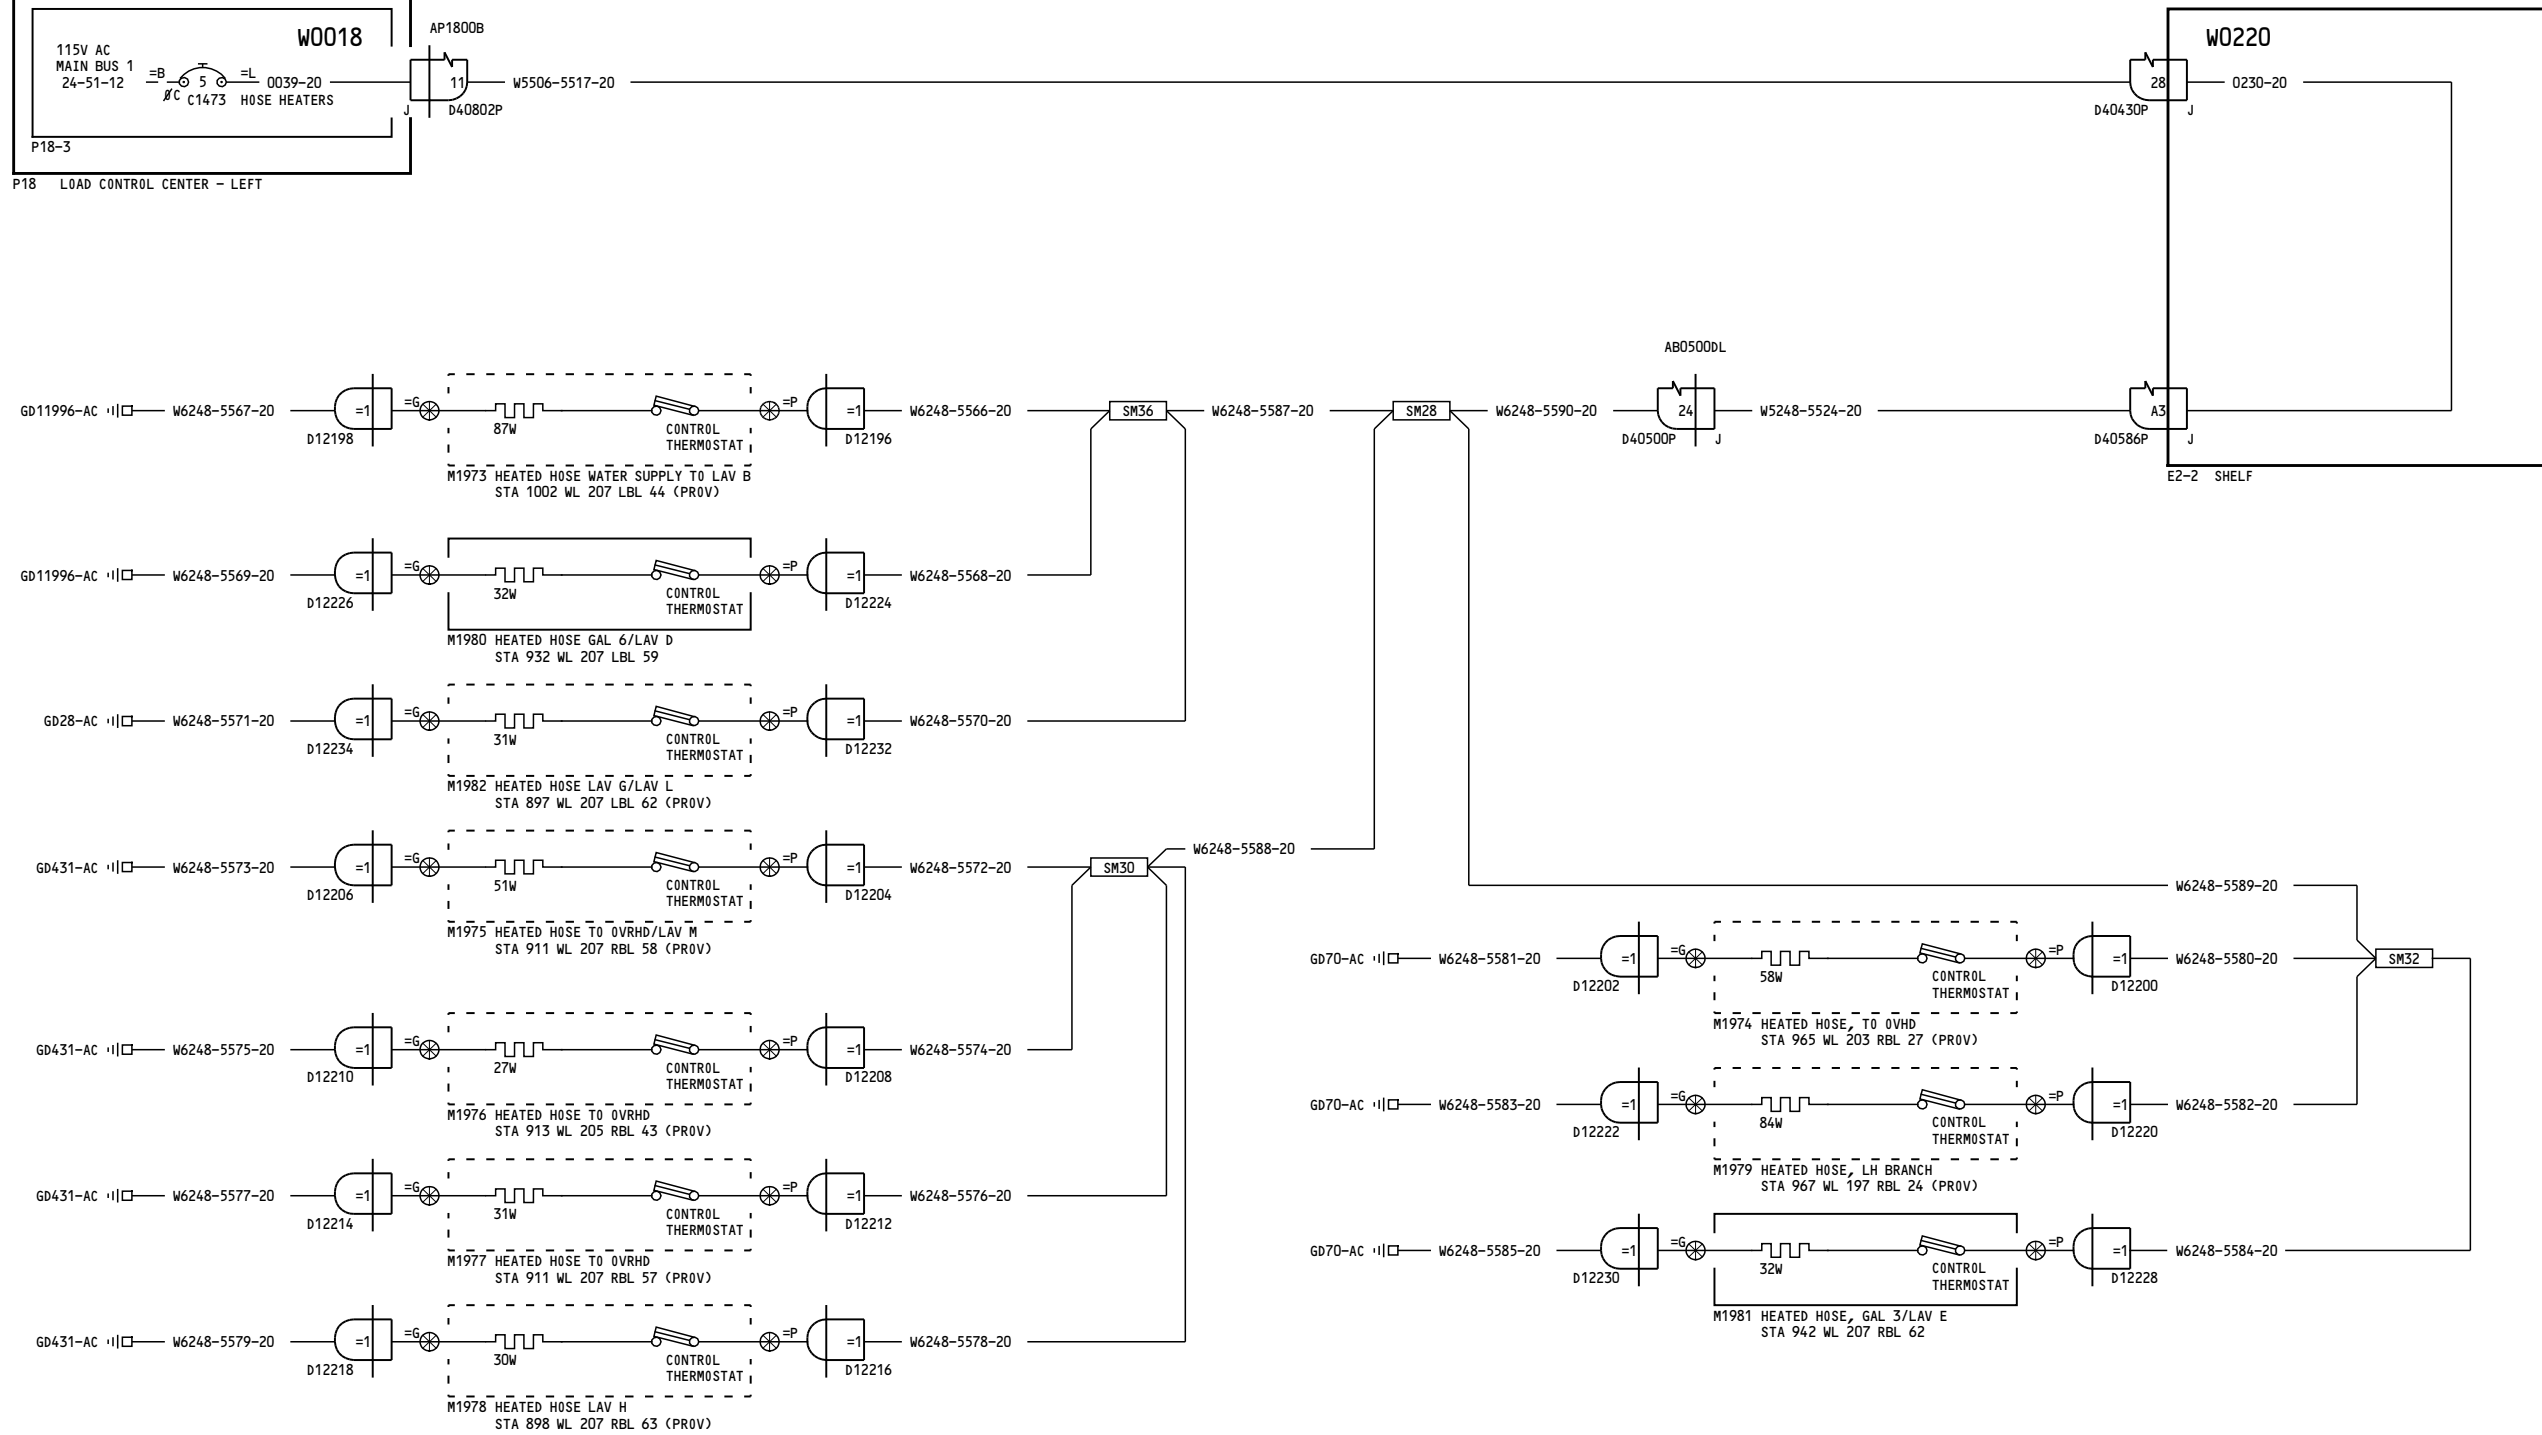 W0018
115V AC
MAIN BUS 1
24-51-12
=B
5
=L
0039-20
ØC
C1473
HOSE HEATERS
P18-3
P18 LOAD CONTROL CENTER - LEFT
AP1800B
11
J
D40802P
W5506-5517-20
W0220
28
D40430P
J
0230-20
AB0500DL
GD11996-AC
W6248-5567-20
=1
D12198
=G
87W
CONTROL
THERMOSTAT
=P
=1
D12196
W6248-5566-20
SM36
W6248-5587-20
SM28
W6248-5590-20
24
D40500P
J
W5248-5524-20
A3
D40586P
J
E2-2 SHELF
M1973 HEATED HOSE WATER SUPPLY TO LAV B
STA 1002 WL 207 LBL 44 (PROV)
GD11996-AC
W6248-5569-20
=1
D12226
=G
32W
CONTROL
THERMOSTAT
=P
=1
D12224
W6248-5568-20
M1980 HEATED HOSE GAL 6/LAV D
STA 932 WL 207 LBL 59
GD28-AC
W6248-5571-20
=1
D12234
=G
31W
CONTROL
THERMOSTAT
=P
=1
D12232
W6248-5570-20
M1982 HEATED HOSE LAV G/LAV L
STA 897 WL 207 LBL 62 (PROV)
GD431-AC
W6248-5573-20
=1
D12206
=G
51W
CONTROL
THERMOSTAT
=P
=1
D12204
W6248-5572-20
SM30
W6248-5588-20
M1975 HEATED HOSE TO OVRHD/LAV M
STA 911 WL 207 RBL 58 (PROV)
GD431-AC
W6248-5575-20
=1
D12210
=G
27W
CONTROL
THERMOSTAT
=P
=1
D12208
W6248-5574-20
M1976 HEATED HOSE TO OVRHD
STA 913 WL 205 RBL 43 (PROV)
GD431-AC
W6248-5577-20
=1
D12214
=G
31W
CONTROL
THERMOSTAT
=P
=1
D12212
W6248-5576-20
M1977 HEATED HOSE TO OVRHD
STA 911 WL 207 RBL 57 (PROV)
GD431-AC
W6248-5579-20
=1
D12218
=G
30W
CONTROL
THERMOSTAT
=P
=1
D12216
W6248-5578-20
M1978 HEATED HOSE LAV H
STA 898 WL 207 RBL 63 (PROV)
W6248-5589-20
GD70-AC
W6248-5581-20
=1
D12202
=G
58W
CONTROL
THERMOSTAT
=P
=1
D12200
W6248-5580-20
SM32
M1974 HEATED HOSE, TO OVHD
STA 965 WL 203 RBL 27 (PROV)
GD70-AC
W6248-5583-20
=1
D12222
=G
84W
CONTROL
THERMOSTAT
=P
=1
D12220
W6248-5582-20
M1979 HEATED HOSE, LH BRANCH
STA 967 WL 197 RBL 24 (PROV)
GD70-AC
W6248-5585-20
=1
D12230
=G
32W
CONTROL
THERMOSTAT
=P
=1
D12228
W6248-5584-20
M1981 HEATED HOSE, GAL 3/LAV E
STA 942 WL 207 RBL 62